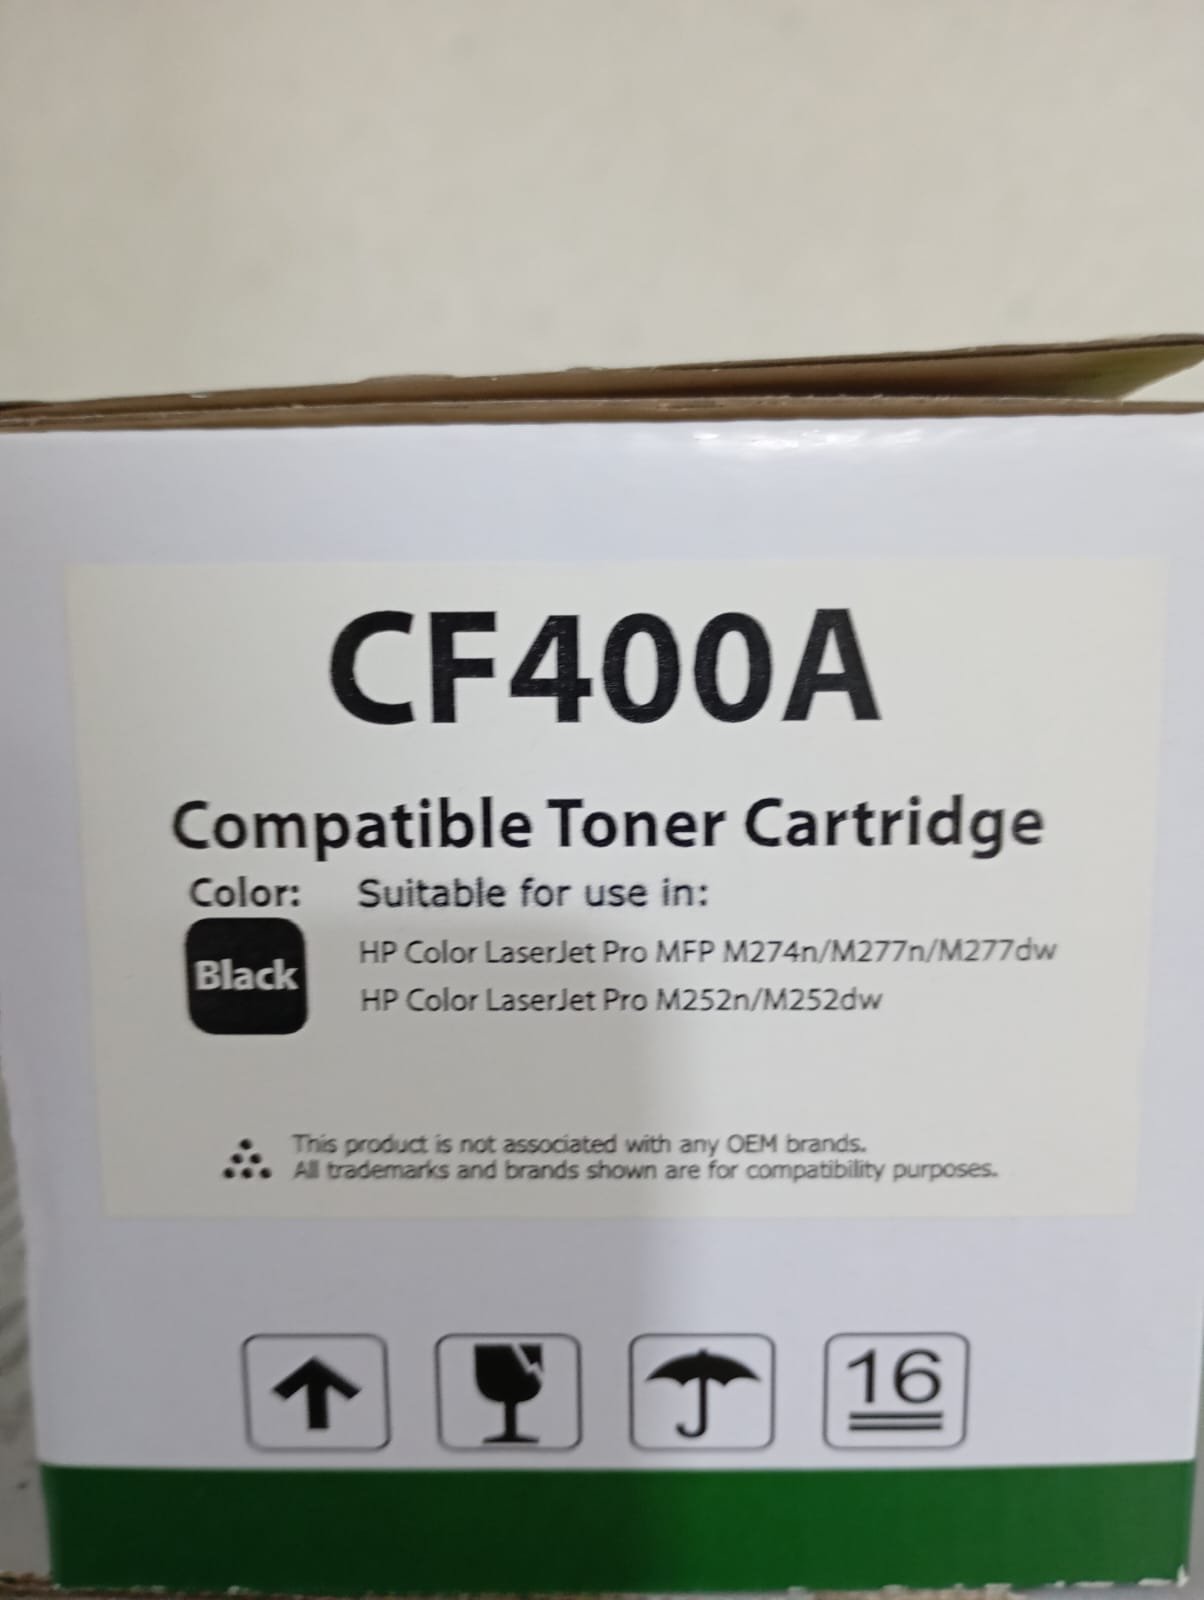 CF400A
Compatible Toner Cartridge
Color:
Suitable for use in:
Black
HP Color LaserJet Pro MFP M274n/M277n/M277dw
HP Color LaserJet Pro M252n/M252dw
This product is not associated with any OEM brands.
All trademarks and brands shown are for compatibility purposes.
16